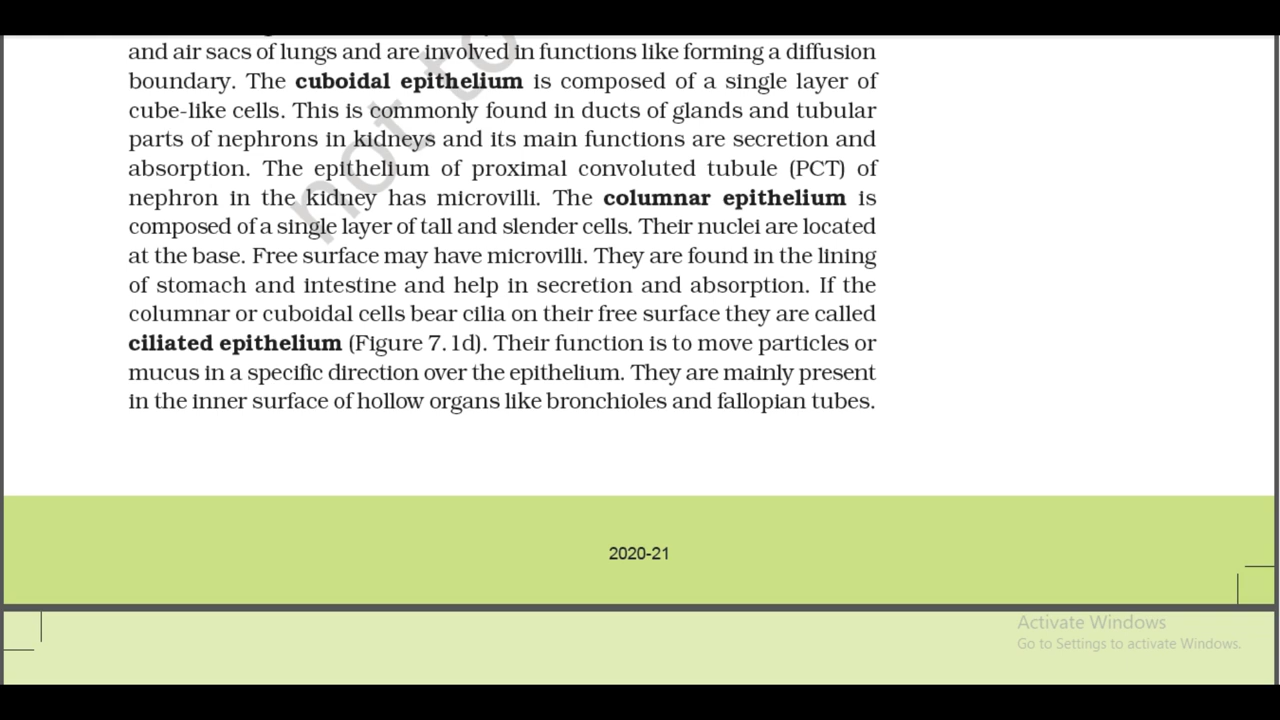 and air sacs of lungs and are involved in functions like forming a diffusion
boundary. The cuboidal epithelium is composed of a single layer of
cube-like cells. This is commonly found in ducts of glands and tubular
parts of nephrons in kidneys and its main functions are secretion and
absorption. The epithelium of proximal convoluted tubule (PCT) of
nephron in the kidney has microvilli. The columnar epithelium is
composed of a single layer of tall and slender cells. Their nuclei are located
at the base. Free surface may have microvilli. They are found in the lining
of stomach and intestine and help in secretion and absorption. If the
columnar or cuboidal cells bear cilia on their free surface they are called
ciliated epithelium (Figure 7.1d). Their function is to move particles or
mucus in a specific direction over the epithelium. They are mainly present
in the inner surface of hollow organs like bronchioles and fallopian tubes.
not to
2020-21
Activate Windows
Go to Settings to activate Windows.